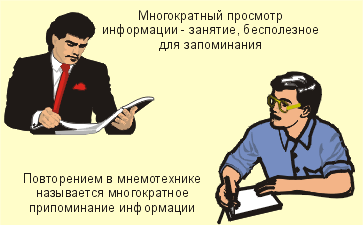 Многократный просмотр
информации - занятие, бесполезное
для запоминания
Повторением в мнемотехнике
называется многократное
припоминание информации